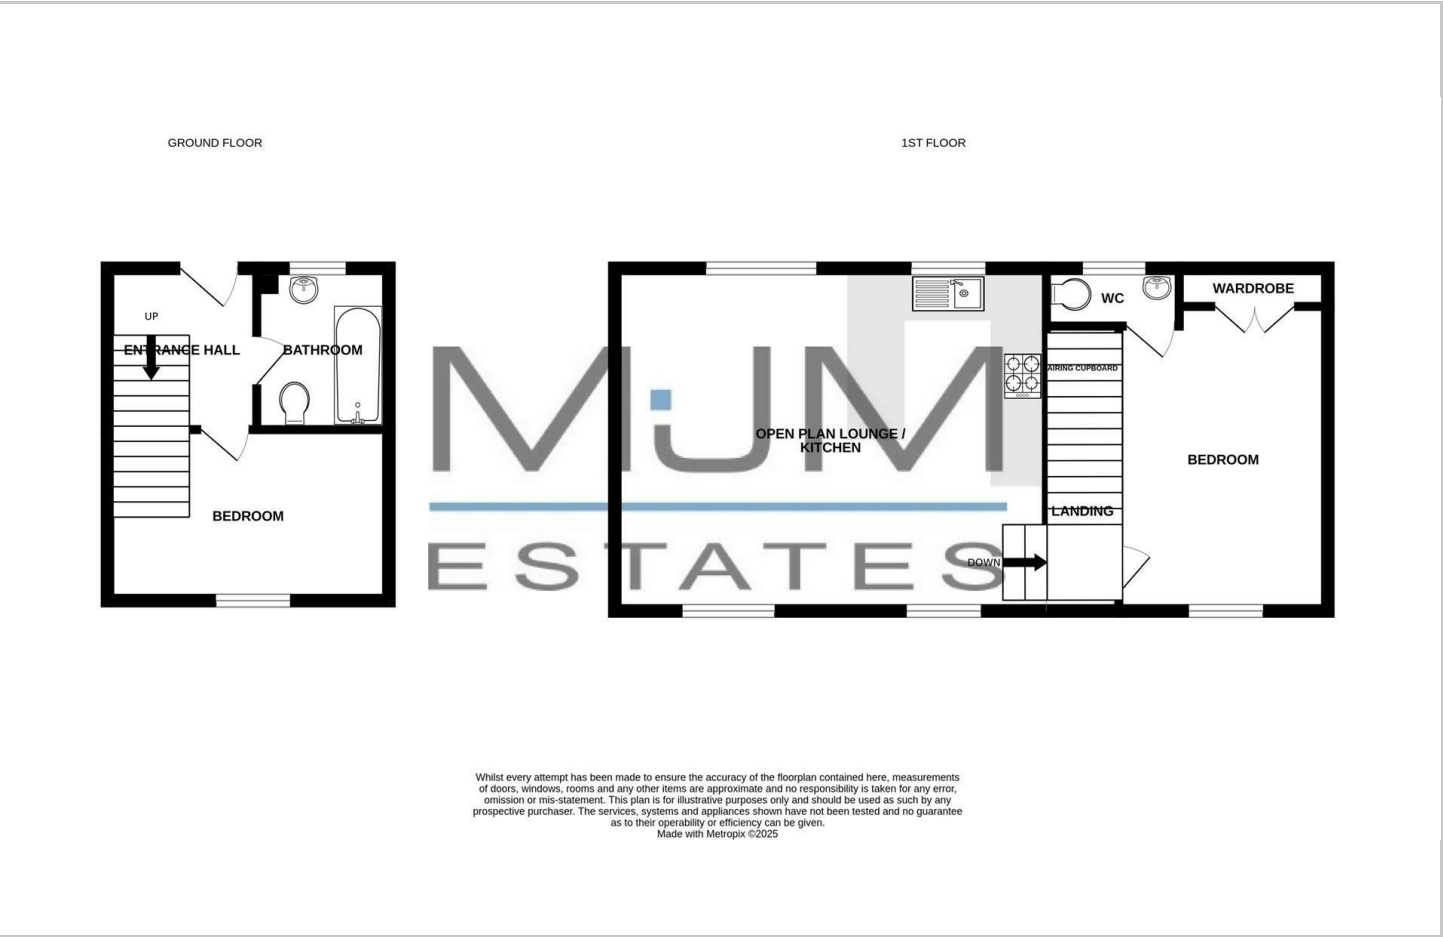 GROUND FLOOR
1ST FLOOR
UP
ENTRANCE HALL
BATHROOM
BEDROOM
WC
WARDROBE
AIRING CUPBOARD
OPEN PLAN LOUNGE /
KITCHEN
BEDROOM
LANDING
DOWN
MJM
ESTATES
Whilst every attempt has been made to ensure the accuracy of the floorplan contained here, measurements
of doors, windows, rooms and any other items are approximate and no responsibility is taken for any error,
omission or mis-statement. This plan is for illustrative purposes only and should be used as such by any
prospective purchaser. The services, systems and appliances shown have not been tested and no guarantee
as to their operability or efficiency can be given.
Made with Metropix ©2025